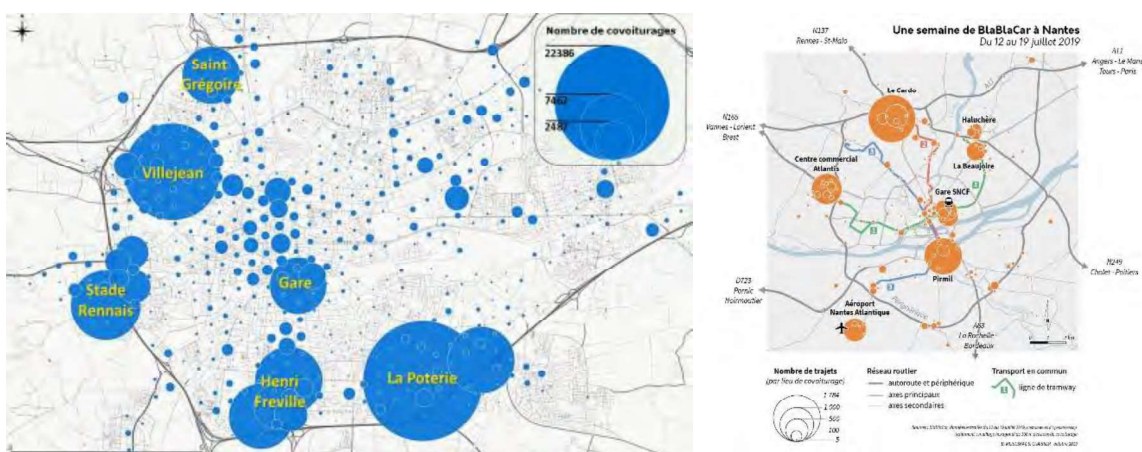 Nombre de covoiturages
22386
7462
2487
Saint
Grégoire
Villejean
Stade
Rennais
Gare
Henri
Freville
La Poterie
Une semaine de BlaBlaCar à Nantes
Du 12 au 19 juillet 2019
N137
Rennes - St-Malo
A11
Angers - Le Mans
Tours - Paris
N165
Vannes - Lorient
Brest
Le Cardo
Haluchère
La Beaujoire
Centre commercial
Atlantis
Gare SNCF
Pirmil
Aéroport
Nantes Atlantique
Périphérique
D723
Pornic
Noirmoutier
N249
Cholet - Poitiers
A83
La Rochelle
Bordeaux
Nombre de trajets
(par lieu de covoiturage)
1 784
1 000
500
100
5
Réseau routier
autoroute et périphérique
axes principaux
axes secondaires
Transport en commun
ligne de tramway